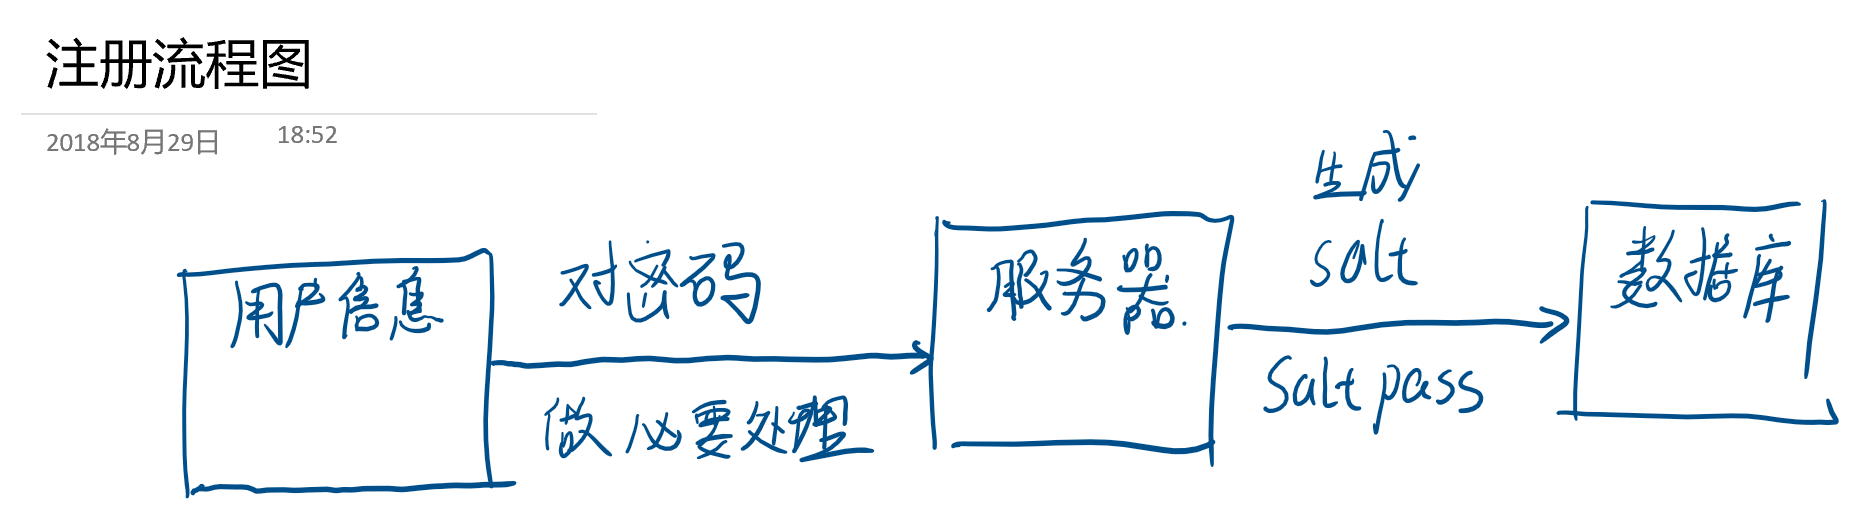 注册流程图
2018年8月29日 18:52
用户信息
对密码
做必要处理
服务器
生成
salt
Salt pass
数据库